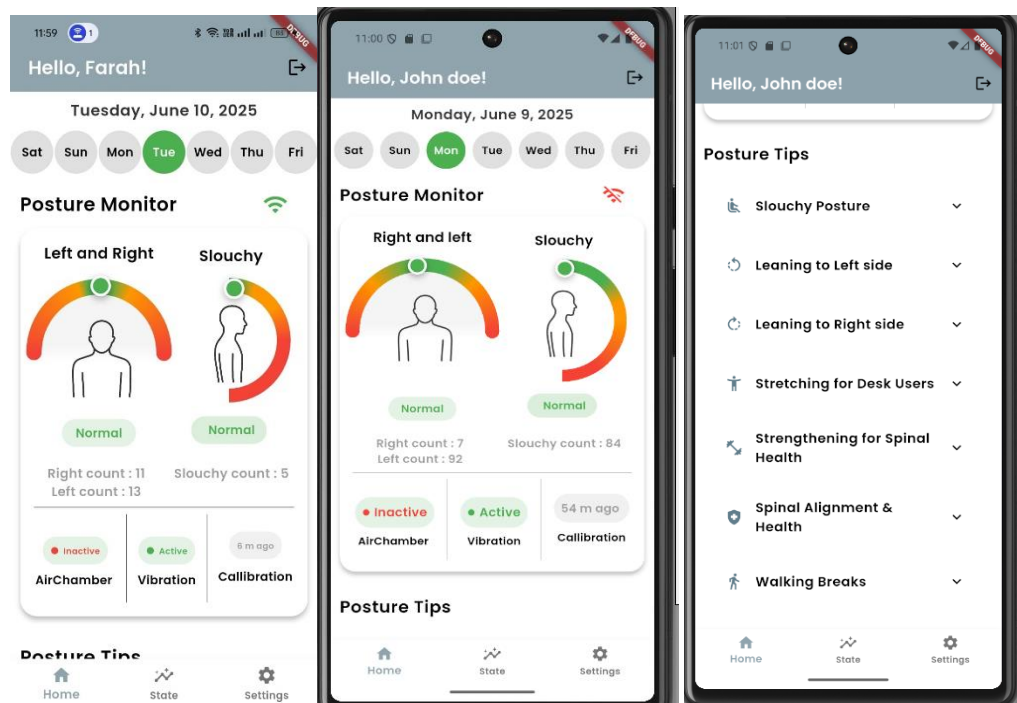 11:59 1
DEBUG
Hello, Farah!
Tuesday, June 10, 2025
Sat Sun Mon Tue Wed Thu Fri
Posture Monitor
Left and Right Slouchy
Normal Normal
Right count : 11 Slouchy count : 5
Left count : 13
Inactive Active 6 m ago
AirChamber Vibration Callibration
Posture Tips
Home State Settings
11:00
DEBUG
Hello, John doe!
Monday, June 9, 2025
Sat Sun Mon Tue Wed Thu Fri
Posture Monitor
Right and left Slouchy
Normal Normal
Right count : 7 Slouchy count : 84
Left count : 92
Inactive Active 54 m ago
AirChamber Vibration Callibration
Posture Tips
Home State Settings
11:01
DEBUG
Hello, John doe!
Posture Tips
Slouchy Posture
Leaning to Left side
Leaning to Right side
Stretching for Desk Users
Strengthening for Spinal
Health
Spinal Alignment &
Health
Walking Breaks
Home State Settings